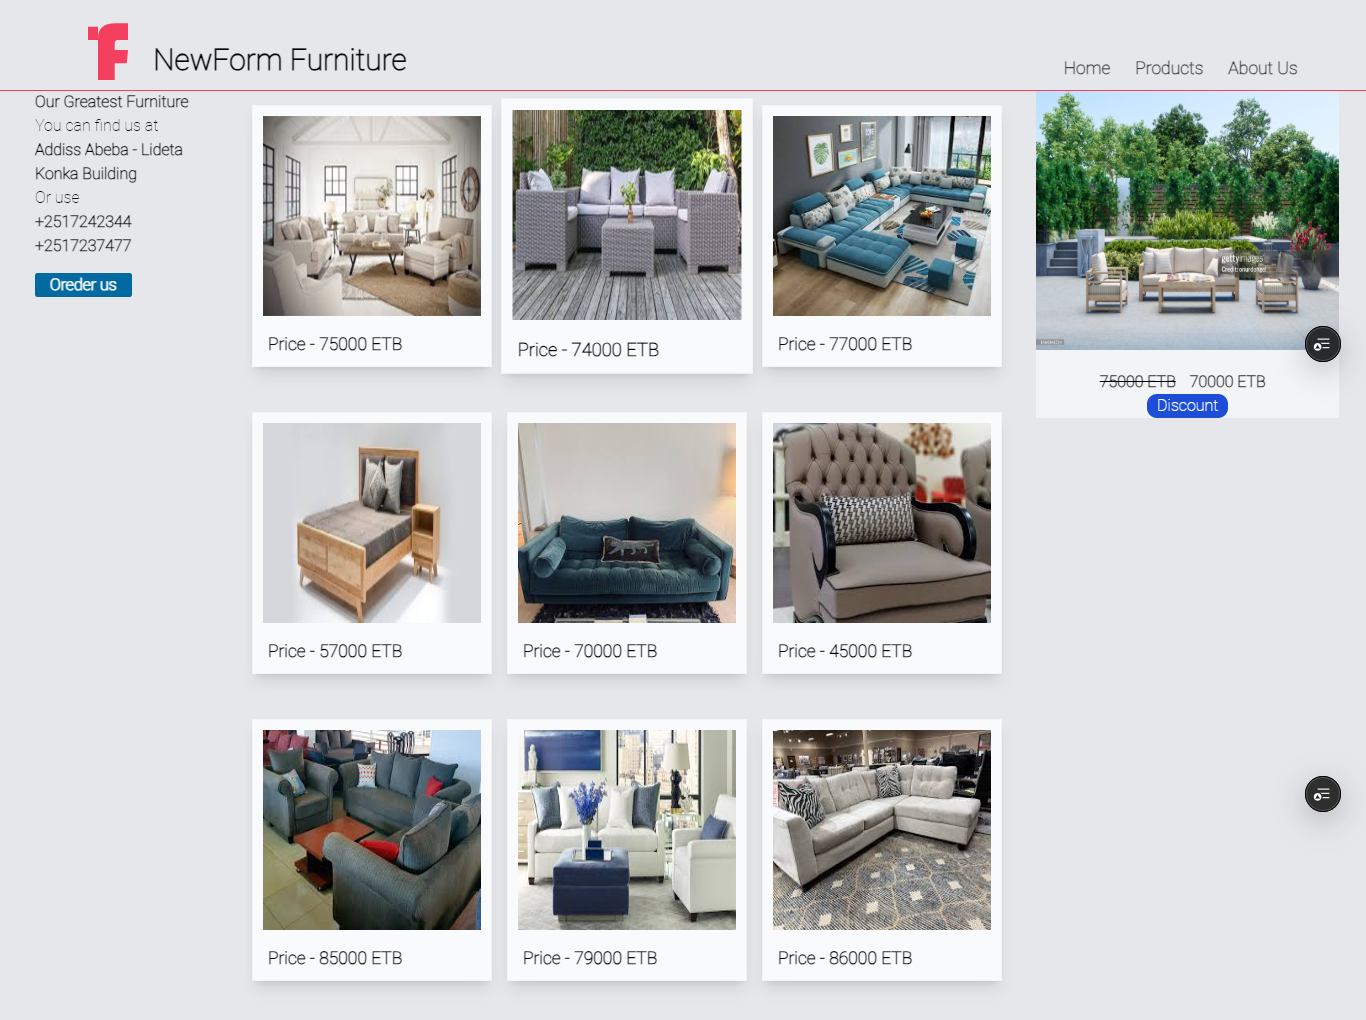 NewForm Furniture
Home Products About Us
Our Greatest Furniture
You can find us at
Addiss Abeba - Lideta
Konka Building
Or use
+2517242344
+2517237477
Oreder us
Price - 75000 ETB
Price - 74000 ETB
Price - 77000 ETB
Price - 57000 ETB
Price - 70000 ETB
Price - 45000 ETB
Price - 85000 ETB
Price - 79000 ETB
Price - 86000 ETB
gettyimages
Credit: onurdongel
75000 ETB 70000 ETB
Discount